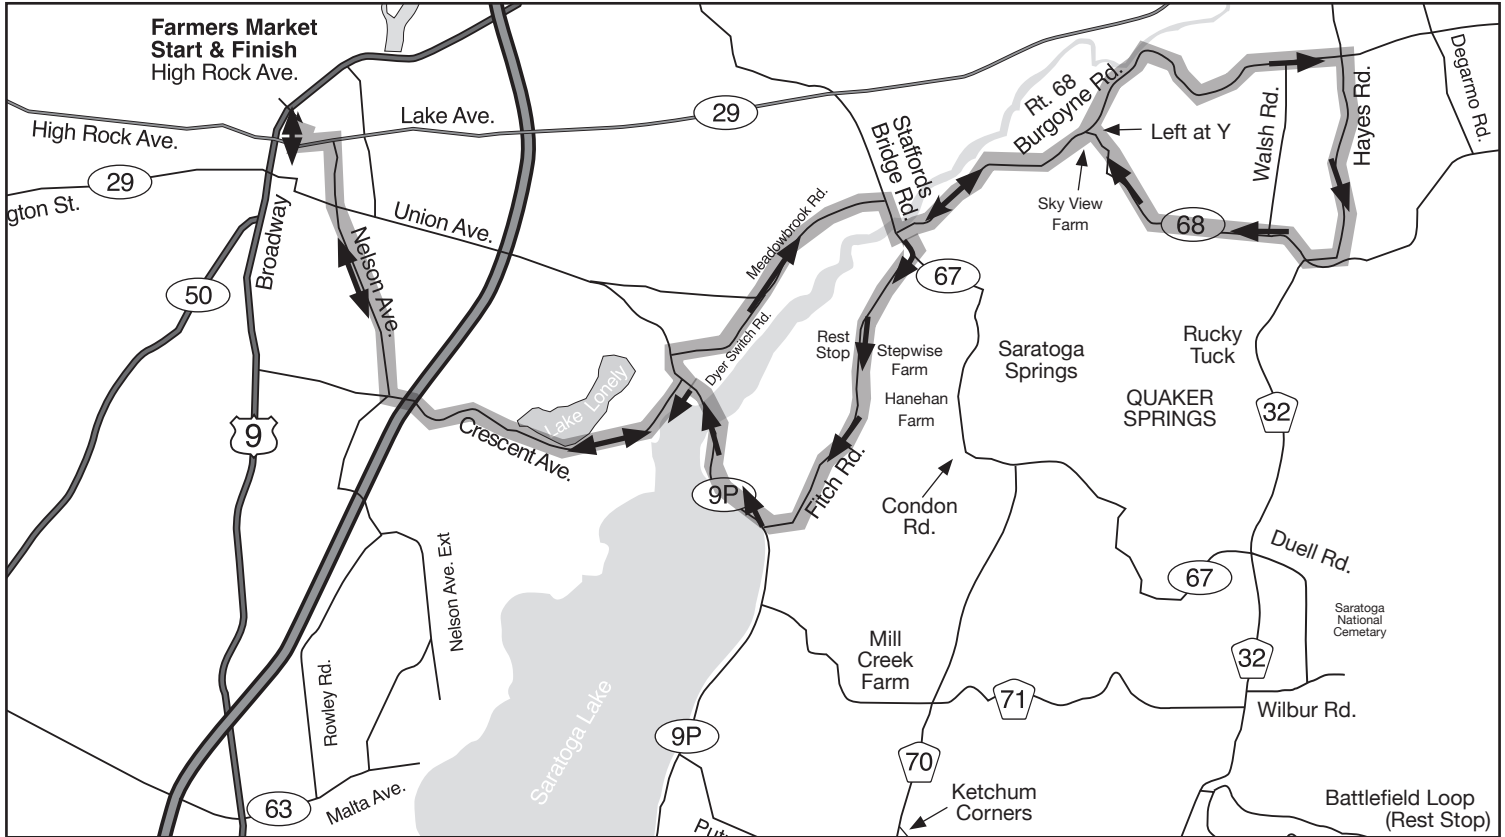 Farmers Market
Start & Finish
High Rock Ave.
High Rock Ave.
Lake Ave.
29
29
gton St.
Union Ave.
Broadway
50
Nelson Ave.
9
Crescent Ave.
Lake Lonely
Meadowbrook Rd.
Dyer Switch Rd.
Staffords
Bridge Rd.
Rt. 68
Burgoyne Rd.
Left at Y
Sky View
Farm
Walsh Rd.
Hayes Rd.
Degarmo Rd.
68
67
Rest
Stop
Stepwise
Farm
Hanehan
Farm
Saratoga
Springs
Rucky
Tuck
QUAKER
SPRINGS
32
9P
Fitch Rd.
Condon
Rd.
Duell Rd.
67
Saratoga
National
Cemetary
Nelson Ave. Ext
Rowley Rd.
Saratoga Lake
Mill
Creek
Farm
71
32
Wilbur Rd.
9P
70
63
Malta Ave.
Ketchum
Corners
Battlefield Loop
(Rest Stop)